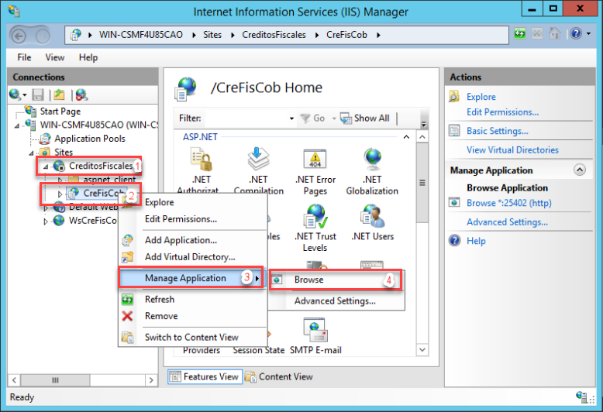 Internet Information Services (IIS) Manager
WIN-CSMF4U85CAO ▸ Sites ▸ CreditosFiscales ▸ CreFisCob ▸
File View Help
Connections
Start Page
WIN-CSMF4U85CAO (WIN-CS
Application Pools
Sites
CreditosFiscales 1
aspnet_client
CreFisCob 2
Default Web
WsCreFisCo
Explore
Edit Permissions...
Add Application...
Add Virtual Directory...
Manage Application 3
Refresh
Remove
Switch to Content View
Browse 4
Advanced Settings...
/CreFisCob Home
Filter: Go Show All
ASP.NET
.NET Authorizat
.NET Compilation
.NET Error Pages
.NET Globalization
.NET Trust Levels
.NET Users
Providers
Session State
SMTP E-mail
Features View Content View
Actions
Explore
Edit Permissions...
Basic Settings...
View Virtual Directories
Manage Application
Browse Application
Browse *:25402 (http)
Advanced Settings...
Help
Ready